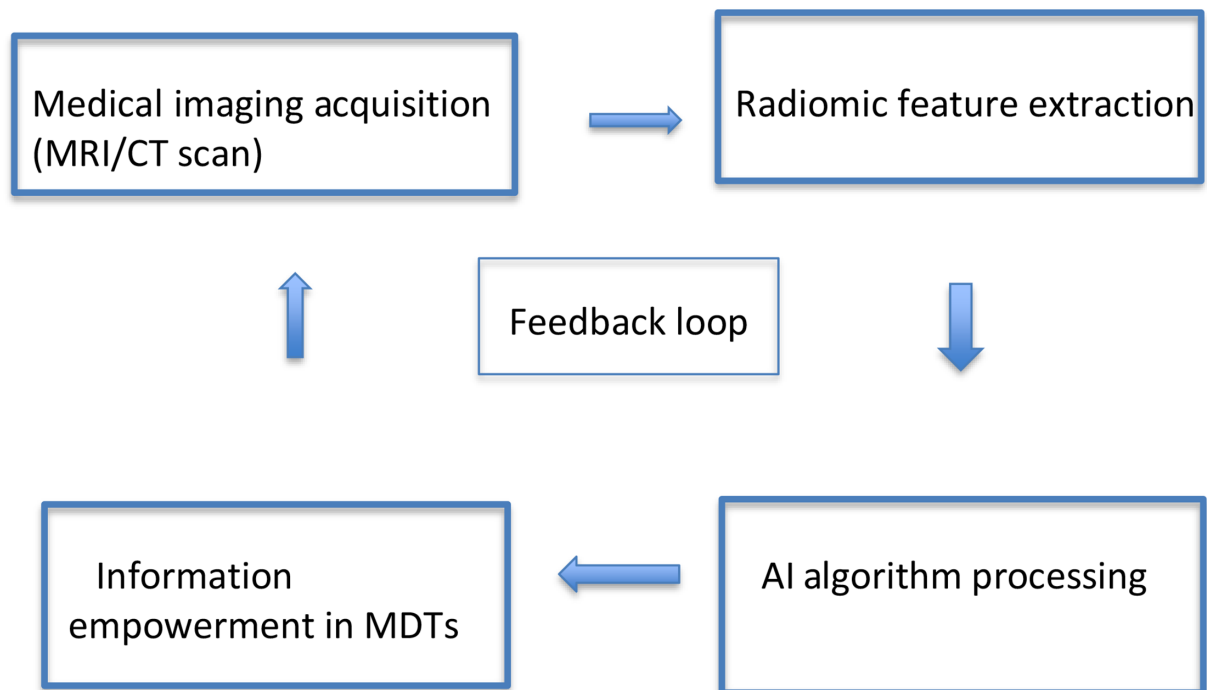 Medical imaging acquisition
(MRI/CT scan)
Radiomic feature extraction
Feedback loop
Information
empowerment in MDTs
AI algorithm processing